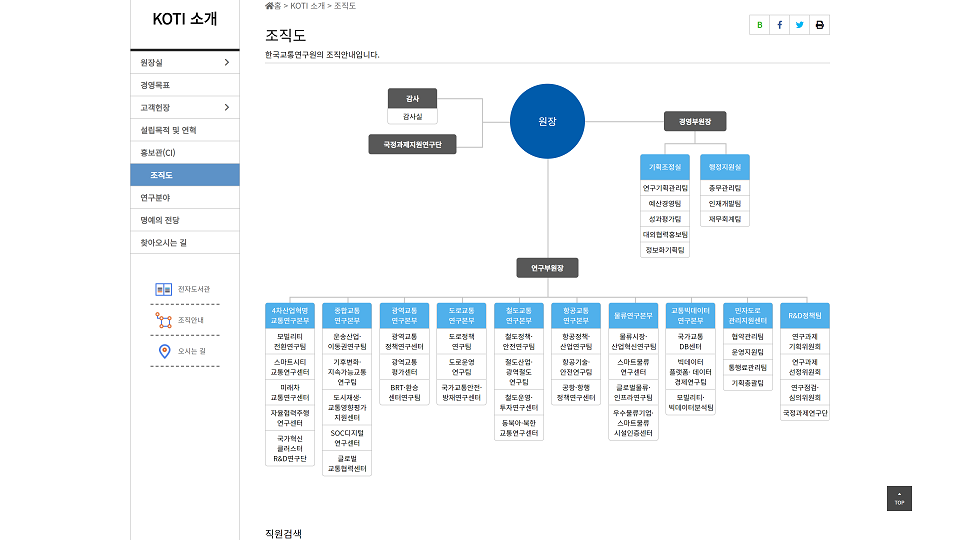 KOTI 소개
원장실
경영목표
고객헌장
설립목적 및 연혁
홍보관(CI)
조직도
연구분야
명예의 전당
찾아오시는 길
전자도서관
조직안내
오시는 길
홈 > KOTI 소개 > 조직도
조직도
한국교통연구원의 조직안내입니다.
B
원장
감사
감사실
국정과제지원연구단
경영부원장
기획조정실
연구기획관리팀
예산경영팀
성과평가팀
대외협력홍보팀
정보화기획팀
행정지원실
총무관리팀
인재개발팀
재무회계팀
연구부원장
4차산업혁명
교통연구본부
모빌리티
전환연구팀
스마트시티
교통연구센터
미래차
교통연구센터
자율협력주행
연구센터
국가혁신
클러스터
R&D연구단
종합교통
연구본부
운송산업·
이동권연구팀
기후변화·
지속가능교통
연구팀
도시재생·
교통영향평가
지원센터
SOC디지털
연구센터
글로벌
교통협력센터
광역교통
연구본부
광역교통
정책연구센터
광역교통
평가센터
BRT·환승
센터연구팀
도로교통
연구본부
도로정책
연구팀
도로운영
연구팀
국가교통안전·
방재연구센터
철도교통
연구본부
철도정책·
안전연구팀
철도산업·
광역철도
연구팀
철도운영·
투자연구센터
동북아·북한
교통연구센터
항공교통
연구본부
항공정책·
산업연구팀
항공기술·
안전연구팀
공항·항행
정책연구센터
물류연구본부
물류시장·
산업혁신연구팀
스마트물류
연구센터
글로벌물류·
인프라연구팀
우수물류기업·
스마트물류
시설인증센터
교통빅데이터
연구본부
국가교통
DB센터
빅데이터
플랫폼· 데이터
경제연구팀
모빌리티·
빅데이터분석팀
민자도로
관리지원센터
협약관리팀
운영지원팀
통행료관리팀
기획총괄팀
R&D정책팀
연구과제
기획위원회
연구과제
선정위원회
연구점검·
심의위원회
국정과제연구단
직원검색
TOP